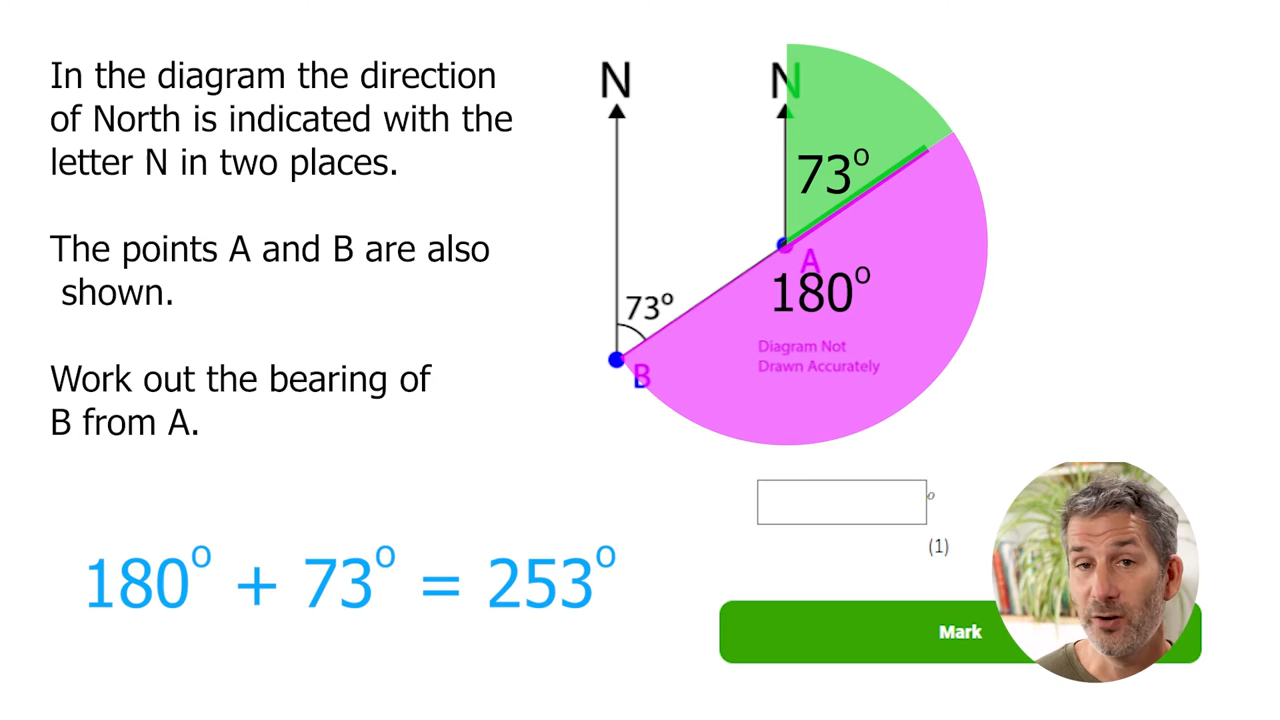 In the diagram the direction
of North is indicated with the
letter N in two places.
The points A and B are also
shown.
Work out the bearing of
B from A.
N
N
73°
A
180°
73°
Diagram Not
Drawn Accurately
B
°
(1)
180° + 73° = 253°
Mark